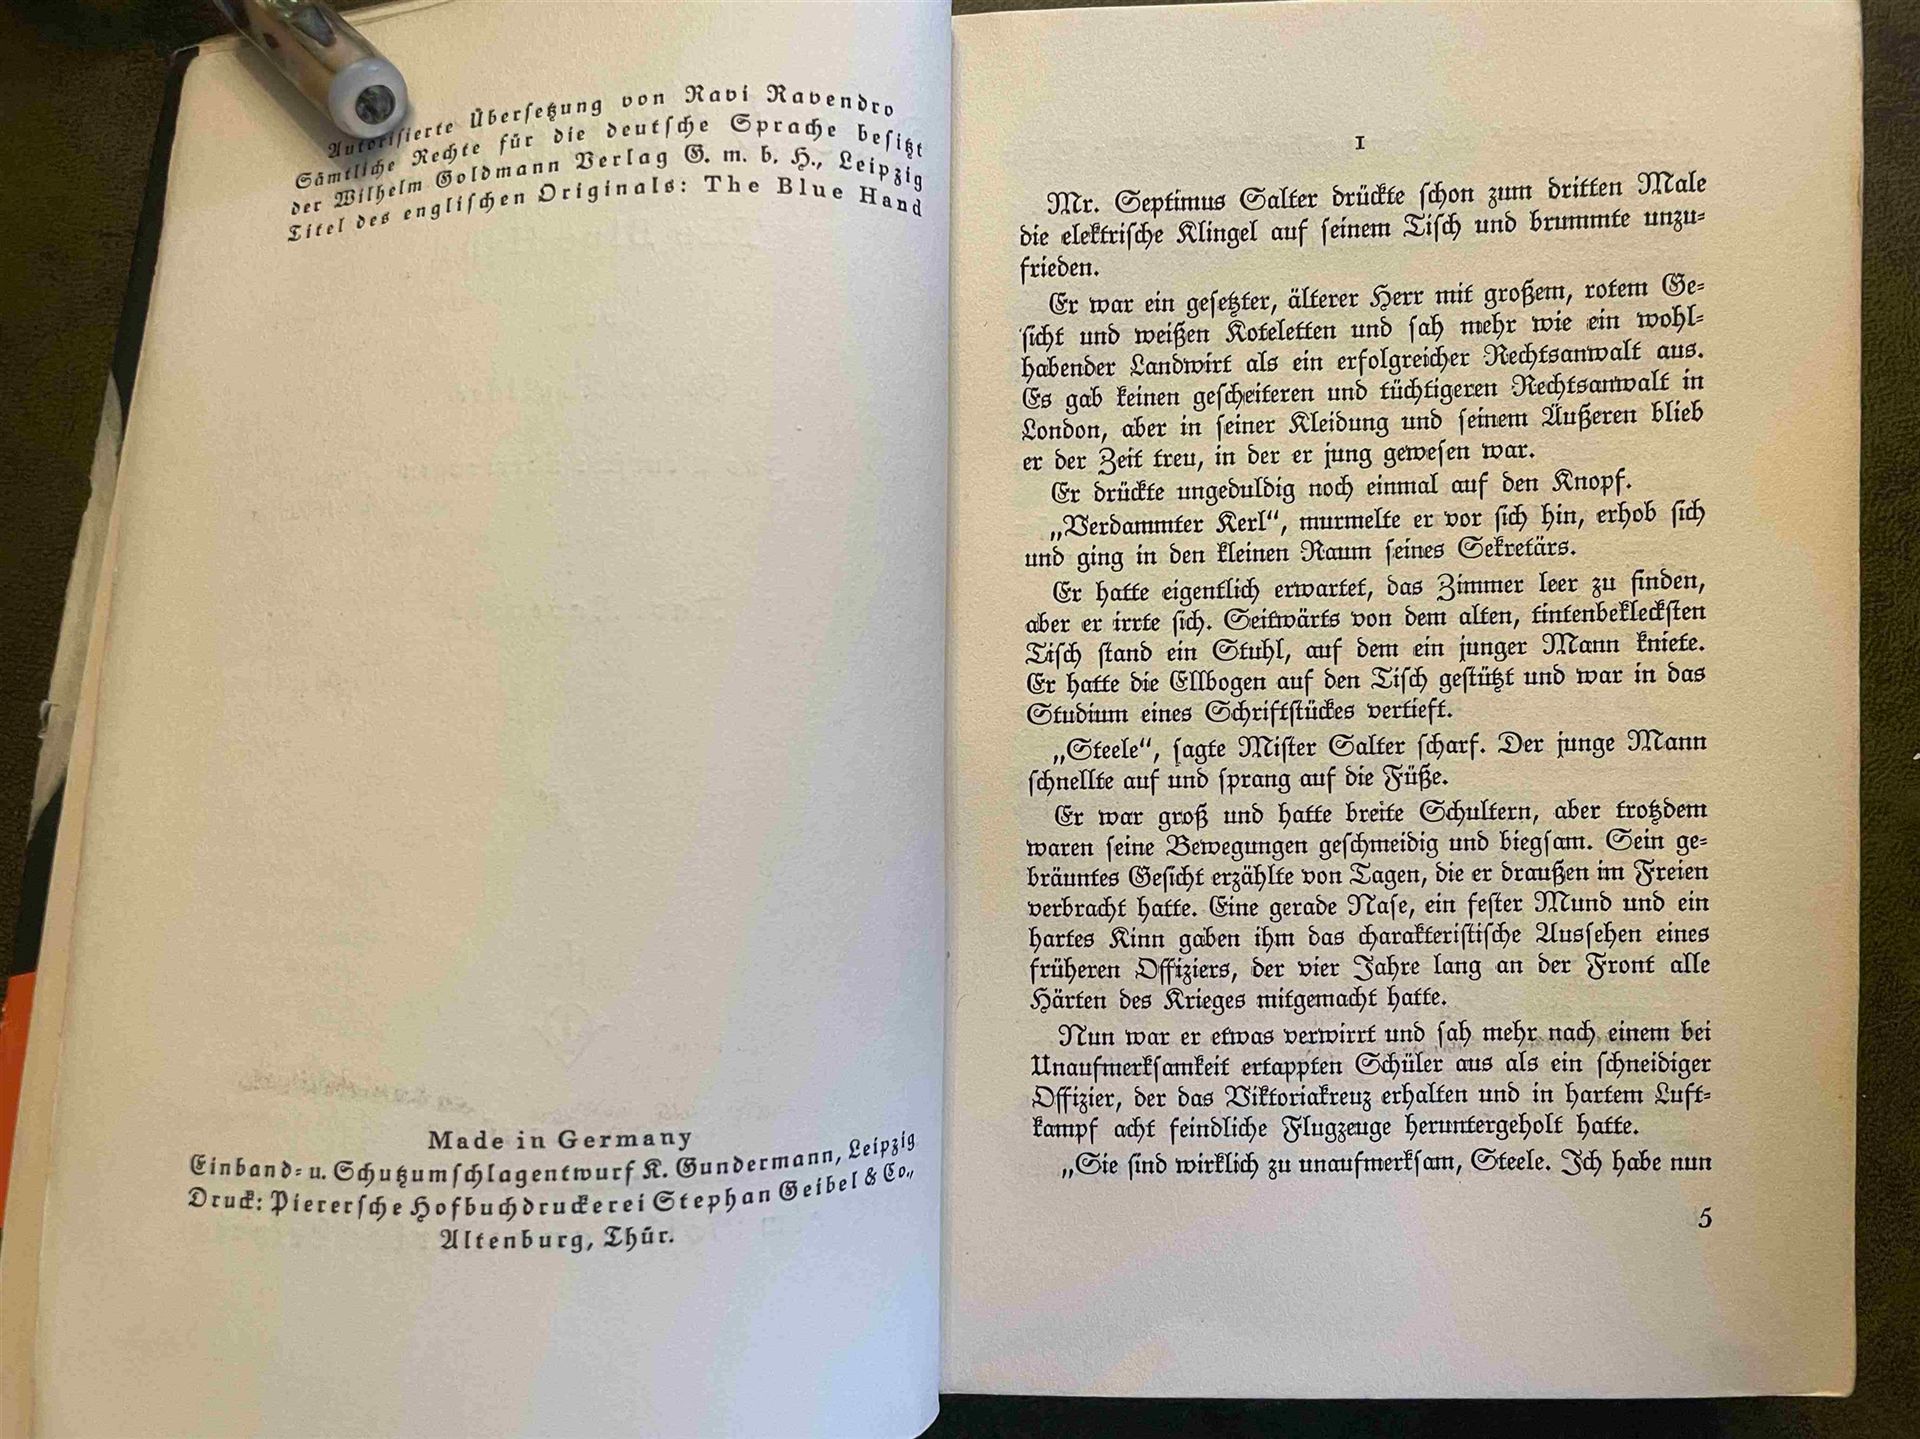 Autorisierte Übersetzung von Ravi Ravendro
Sämtliche Rechte für die deutsche Sprache besitzt
der Wilhelm Goldmann Verlag G. m. b. H., Leipzig
Titel des englischen Originals: The Blue Hand
Made in Germany
Einband- u. Schutzumschlagentwurf K. Gundermann, Leipzig
Druck: Pierersche Hofbuchdruckerei Stephan Geibel & Co.,
Altenburg, Thür.
1
Mr. Septimus Salter drückte schon zum dritten Male
die elektrische Klingel auf seinem Tisch und brummte unzu-
frieden.
Er war ein gesetzter, älterer Herr mit großem, rotem Ge-
sicht und weißen Koteletten und sah mehr wie ein wohl-
habender Landwirt als ein erfolgreicher Rechtsanwalt aus.
Es gab keinen gescheiteren und tüchtigeren Rechtsanwalt in
London, aber in seiner Kleidung und seinem Äußeren blieb
er der Zeit treu, in der er jung gewesen war.
Er drückte ungeduldig noch einmal auf den Knopf.
„Verdammter Kerl“, murmelte er vor sich hin, erhob sich
und ging in den kleinen Raum seines Sekretärs.
Er hatte eigentlich erwartet, das Zimmer leer zu finden,
aber er irrte sich. Seitwärts von dem alten, tintenbeklecksten
Tisch stand ein Stuhl, auf dem ein junger Mann kniete.
Er hatte die Ellbogen auf den Tisch gestützt und war in das
Studium eines Schriftstückes vertieft.
„Steele“, sagte Mister Salter scharf. Der junge Mann
schnellte auf und sprang auf die Füße.
Er war groß und hatte breite Schultern, aber trotzdem
waren seine Bewegungen geschmeidig und biegsam. Sein ge-
bräuntes Gesicht erzählte von Tagen, die er draußen im Freien
verbracht hatte. Eine gerade Nase, ein fester Mund und ein
hartes Kinn gaben ihm das charakteristische Aussehen eines
früheren Offiziers, der vier Jahre lang an der Front alle
Härten des Krieges mitgemacht hatte.
Nun war er etwas verwirrt und sah mehr nach einem bei
Unaufmerksamkeit ertappten Schüler aus als ein schneidiger
Offizier, der das Viktoriakreuz erhalten und in hartem Luft-
kampf acht feindliche Flugzeuge heruntergeholt hatte.
„Sie sind wirklich zu unaufmerksam, Steele. Ich habe nun
5